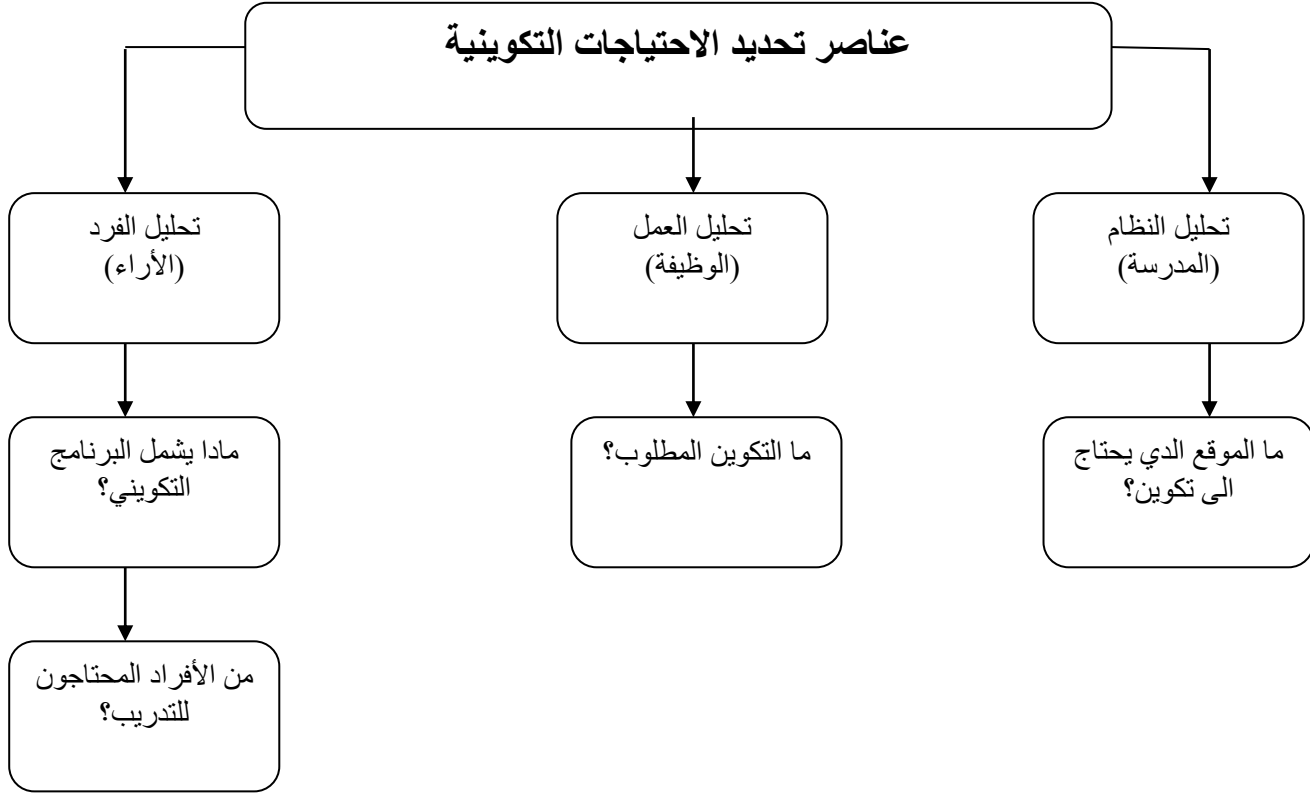 عناصر تحديد الاحتياجات التكوينية
تحليل النظام
(المدرسة)
تحليل العمل
(الوظيفة)
تحليل الفرد
(الأراء)
ما الموقع الدي يحتاج
الى تكوين؟
ما التكوين المطلوب؟
مادا يشمل البرنامج
التكويني؟
من الأفراد المحتاجون
للتدريب؟